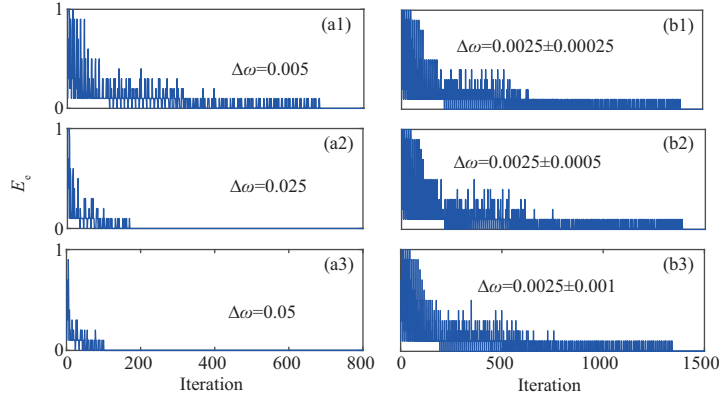 1
(a1)
Δω=0.005
0
1
(a2)
Δω=0.025
E_e
0
1
(a3)
Δω=0.05
0
0 200 400 600 800
Iteration
(b1)
Δω=0.0025±0.00025
(b2)
Δω=0.0025±0.0005
(b3)
Δω=0.0025±0.001
0 500 1000 1500
Iteration